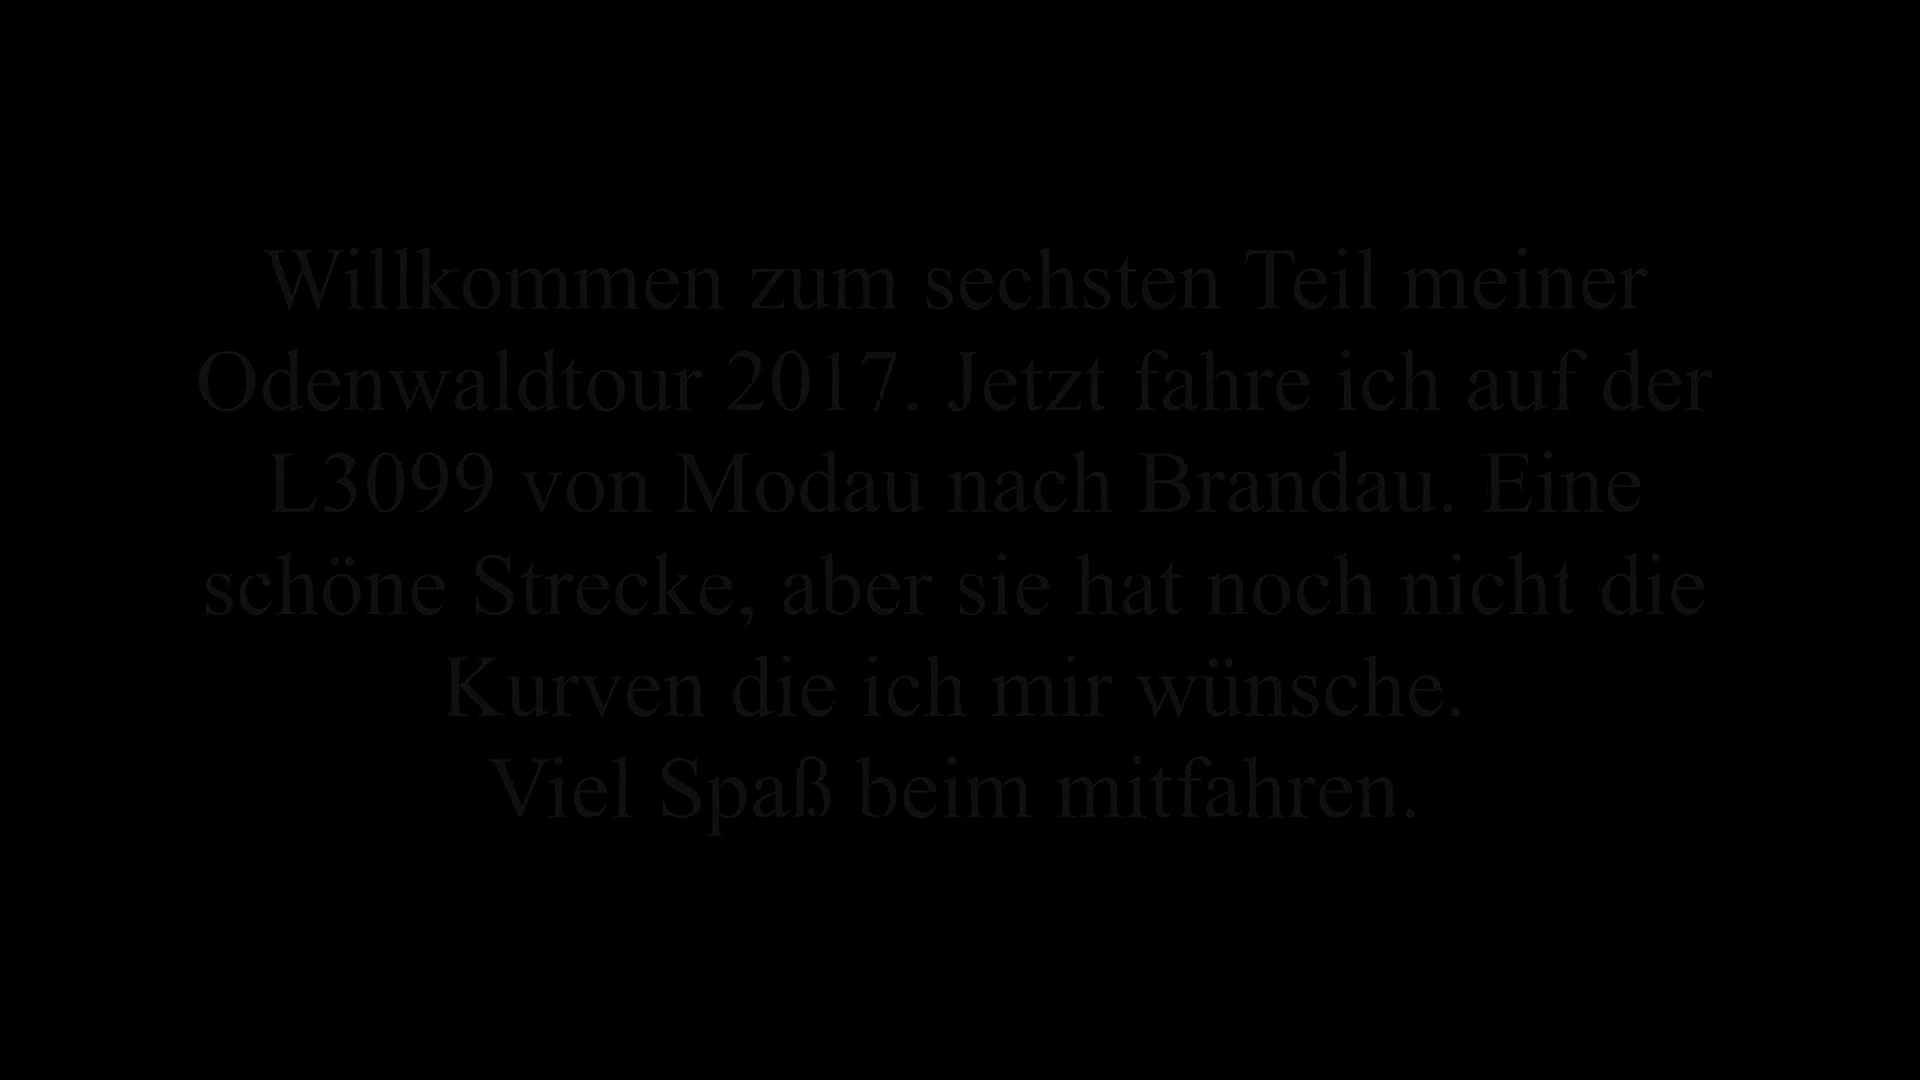 Willkommen zum sechsten Teil meiner
Odenwaldtour 2017. Jetzt fahre ich auf der
L3099 von Modau nach Brandau. Eine
schöne Strecke, aber sie hat noch nicht die
Kurven die ich mir wünsche.
Viel Spaß beim mitfahren.